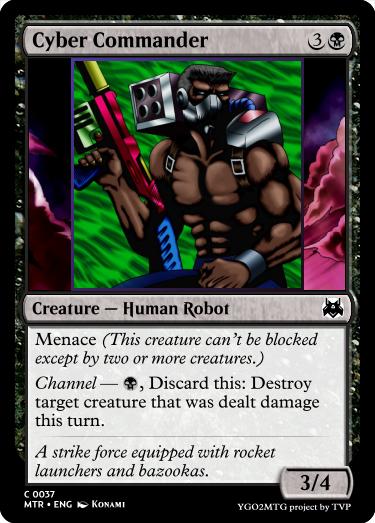 Cyber Commander 3
Creature — Human Robot
Menace (This creature can't be blocked
except by two or more creatures.)
Channel — , Discard this: Destroy
target creature that was dealt damage
this turn.
A strike force equipped with rocket
launchers and bazookas.
3/4
C 0037
MTR • ENG Konami
YGO2MTG project by TVP